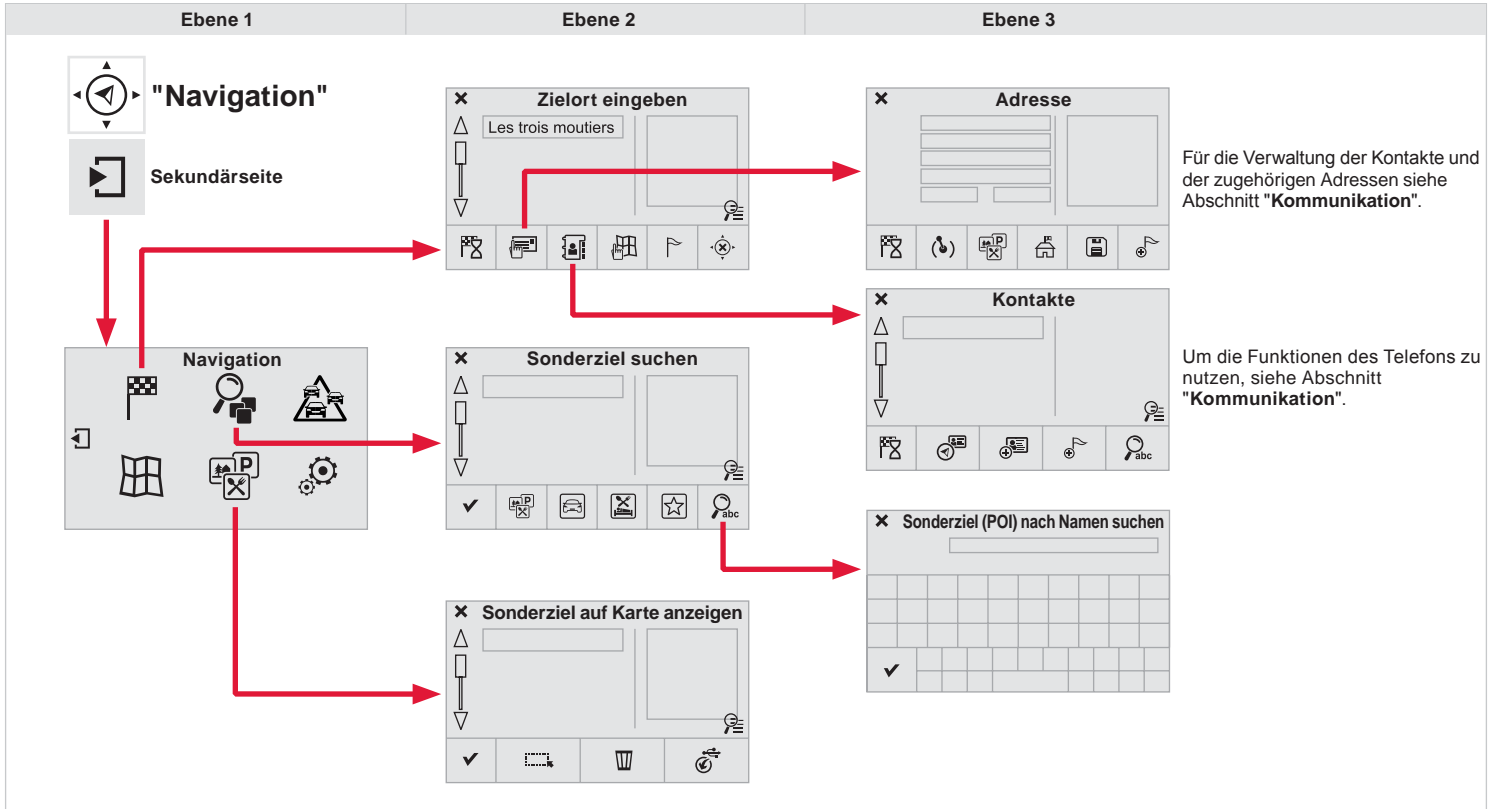 Ebene 1
Ebene 2
Ebene 3
"Navigation"
Sekundärseite
Navigation
Zielort eingeben
Les trois moutiers
Sonderziel suchen
abc
Sonderziel auf Karte anzeigen
Adresse
P
Kontakte
abc
Sonderziel (POI) nach Namen suchen
Für die Verwaltung der Kontakte und
der zugehörigen Adressen siehe
Abschnitt "Kommunikation".
Um die Funktionen des Telefons zu
nutzen, siehe Abschnitt
"Kommunikation".